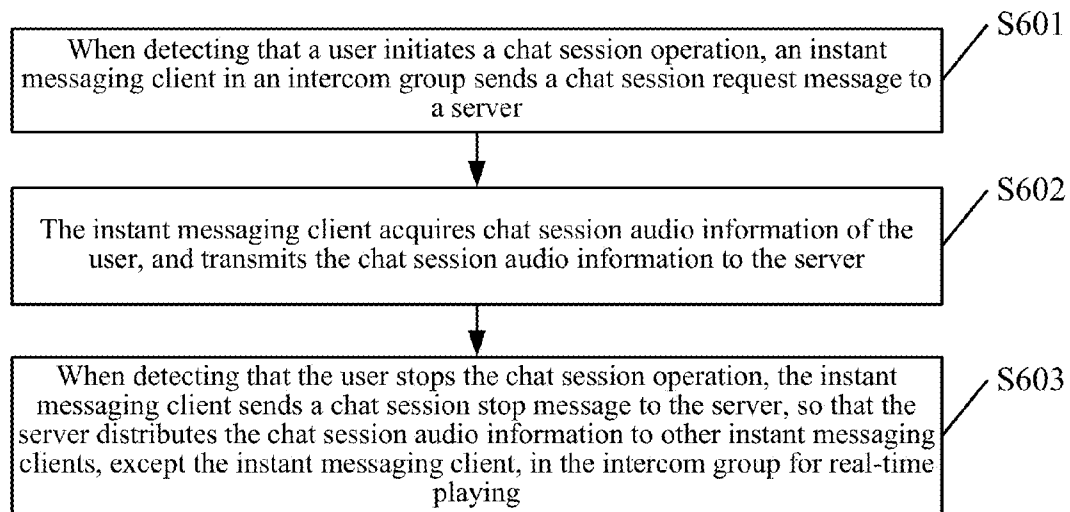 S601
When detecting that a user initiates a chat session operation, an instant
messaging client in an intercom group sends a chat session request message to
a server
S602
The instant messaging client acquires chat session audio information of the
user, and transmits the chat session audio information to the server
S603
When detecting that the user stops the chat session operation, the instant
messaging client sends a chat session stop message to the server, so that the
server distributes the chat session audio information to other instant messaging
clients, except the instant messaging client, in the intercom group for real-time
playing